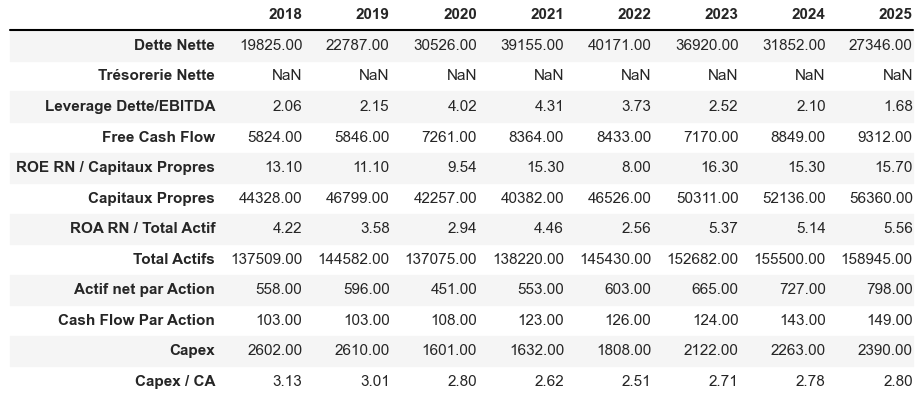 2018 2019 2020 2021 2022 2023 2024 2025
Dette Nette 19825.00 22787.00 30526.00 39155.00 40171.00 36920.00 31852.00 27346.00
Trésorerie Nette NaN NaN NaN NaN NaN NaN NaN NaN
Leverage Dette/EBITDA 2.06 2.15 4.02 4.31 3.73 2.52 2.10 1.68
Free Cash Flow 5824.00 5846.00 7261.00 8364.00 8433.00 7170.00 8849.00 9312.00
ROE RN / Capitaux Propres 13.10 11.10 9.54 15.30 8.00 16.30 15.30 15.70
Capitaux Propres 44328.00 46799.00 42257.00 40382.00 46526.00 50311.00 52136.00 56360.00
ROA RN / Total Actif 4.22 3.58 2.94 4.46 2.56 5.37 5.14 5.56
Total Actifs 137509.00 144582.00 137075.00 138220.00 145430.00 152682.00 155500.00 158945.00
Actif net par Action 558.00 596.00 451.00 553.00 603.00 665.00 727.00 798.00
Cash Flow Par Action 103.00 103.00 108.00 123.00 126.00 124.00 143.00 149.00
Capex 2602.00 2610.00 1601.00 1632.00 1808.00 2122.00 2263.00 2390.00
Capex / CA 3.13 3.01 2.80 2.62 2.51 2.71 2.78 2.80